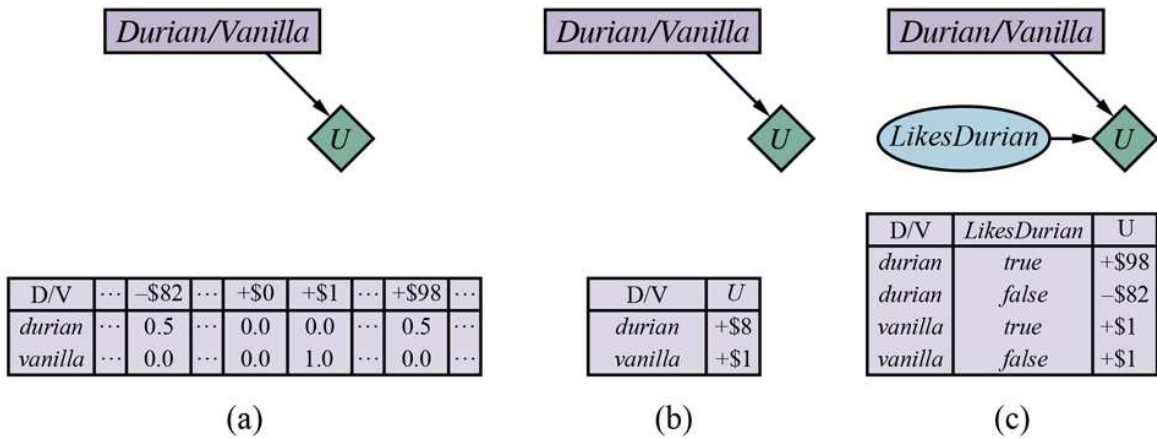 Durian/Vanilla
U
D/V ⋯ –$82 ⋯ +$0 +$1 ⋯ +$98 ⋯
durian ⋯ 0.5 ⋯ 0.0 0.0 ⋯ 0.5 ⋯
vanilla ⋯ 0.0 ⋯ 0.0 1.0 ⋯ 0.0 ⋯
(a)
Durian/Vanilla
U
D/V U
durian +$8
vanilla +$1
(b)
Durian/Vanilla
LikesDurian
U
D/V LikesDurian U
durian true +$98
durian false –$82
vanilla true +$1
vanilla false +$1
(c)